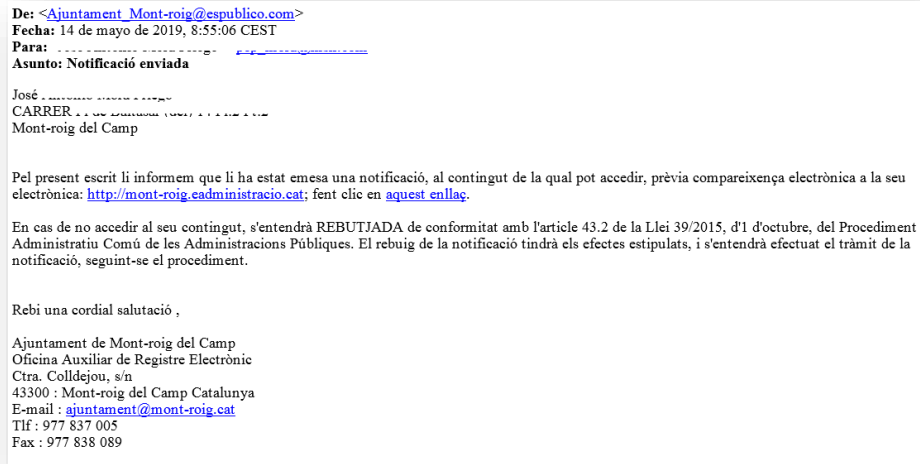 De: <Ajuntament_Mont-roig@espublico.com>
Fecha: 14 de mayo de 2019, 8:55:06 CEST
Para:
Asunto: Notificació enviada
José
CARRER
Mont-roig del Camp
Pel present escrit li informem que li ha estat emesa una notificació, al contingut de la qual pot accedir, prèvia compareixença electrònica a la seu
electrònica: http://mont-roig.eadministracio.cat; fent clic en aquest enllaç.
En cas de no accedir al seu contingut, s'entendrà REBUTJADA de conformitat amb l'article 43.2 de la Llei 39/2015, d'1 d'octubre, del Procediment
Administratiu Comú de les Administracions Públiques. El rebuig de la notificació tindrà els efectes estipulats, i s'entendrà efectuat el tràmit de la
notificació, seguint-se el procediment.
Rebi una cordial salutació ,
Ajuntament de Mont-roig del Camp
Oficina Auxiliar de Registre Electrònic
Ctra. Colldejou, s/n
43300 : Mont-roig del Camp Catalunya
E-mail : ajuntament@mont-roig.cat
Tlf : 977 837 005
Fax : 977 838 089